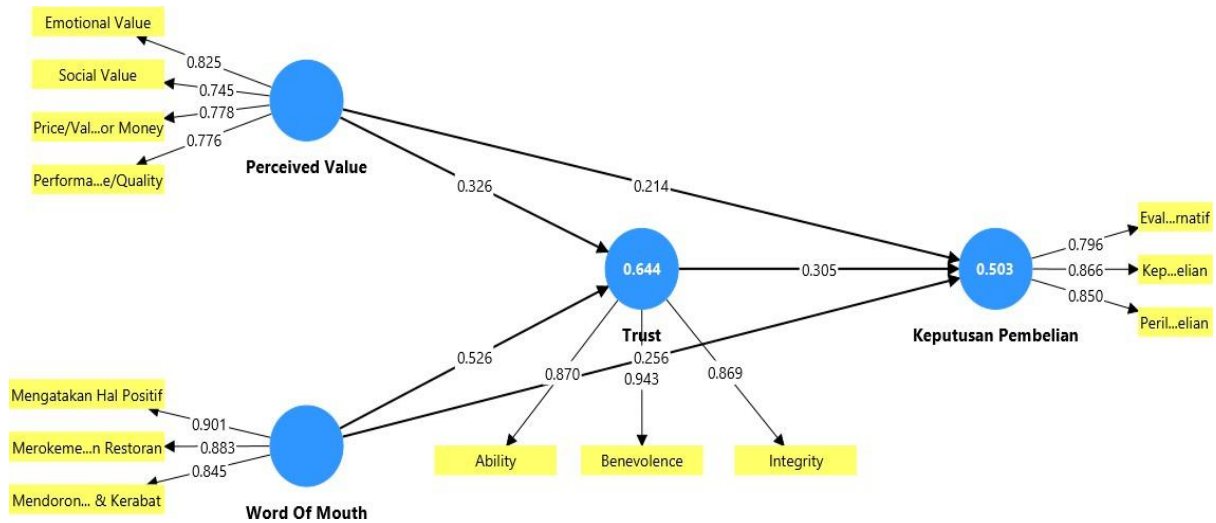 Emotional Value
0.825
Social Value
0.745
0.778
Price/Val...or Money
0.776
Performa...e/Quality
Perceived Value
0.326
0.214
Eval...rnatif
0.796
0.644
0.305
0.503
0.866
Kep...elian
0.850
Peril...elian
Trust
Keputusan Pembelian
0.526
0.256
0.870
0.943
0.869
Mengatakan Hal Positif
0.901
Merokeme...n Restoran
0.883
0.845
Mendoron... & Kerabat
Ability
Benevolence
Integrity
Word Of Mouth